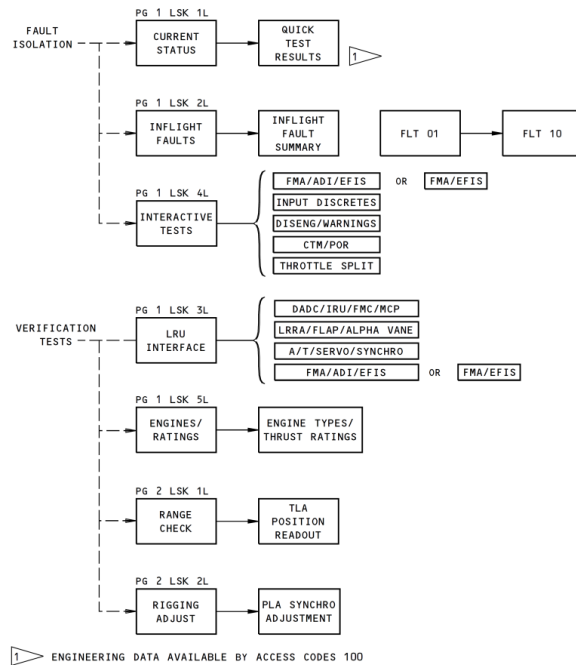 PG 1 LSK 1L
FAULT
ISOLATION
CURRENT
STATUS
QUICK
TEST
RESULTS
1
PG 1 LSK 2L
INFLIGHT
FAULTS
INFLIGHT
FAULT
SUMMARY
FLT 01
FLT 10
PG 1 LSK 4L
INTERACTIVE
TESTS
FMA/ADI/EFIS OR FMA/EFIS
INPUT DISCRETES
DISENG/WARNINGS
CTM/POR
THROTTLE SPLIT
PG 1 LSK 3L
VERIFICATION
TESTS
LRU
INTERFACE
DADC/IRU/FMC/MCP
LRRA/FLAP/ALPHA VANE
A/T/SERVO/SYNCHRO
FMA/ADI/EFIS OR FMA/EFIS
PG 1 LSK 5L
ENGINES/
RATINGS
ENGINE TYPES/
THRUST RATINGS
PG 2 LSK 1L
RANGE
CHECK
TLA
POSITION
READOUT
PG 2 LSK 2L
RIGGING
ADJUST
PLA SYNCHRO
ADJUSTMENT
1 ENGINEERING DATA AVAILABLE BY ACCESS CODES 100